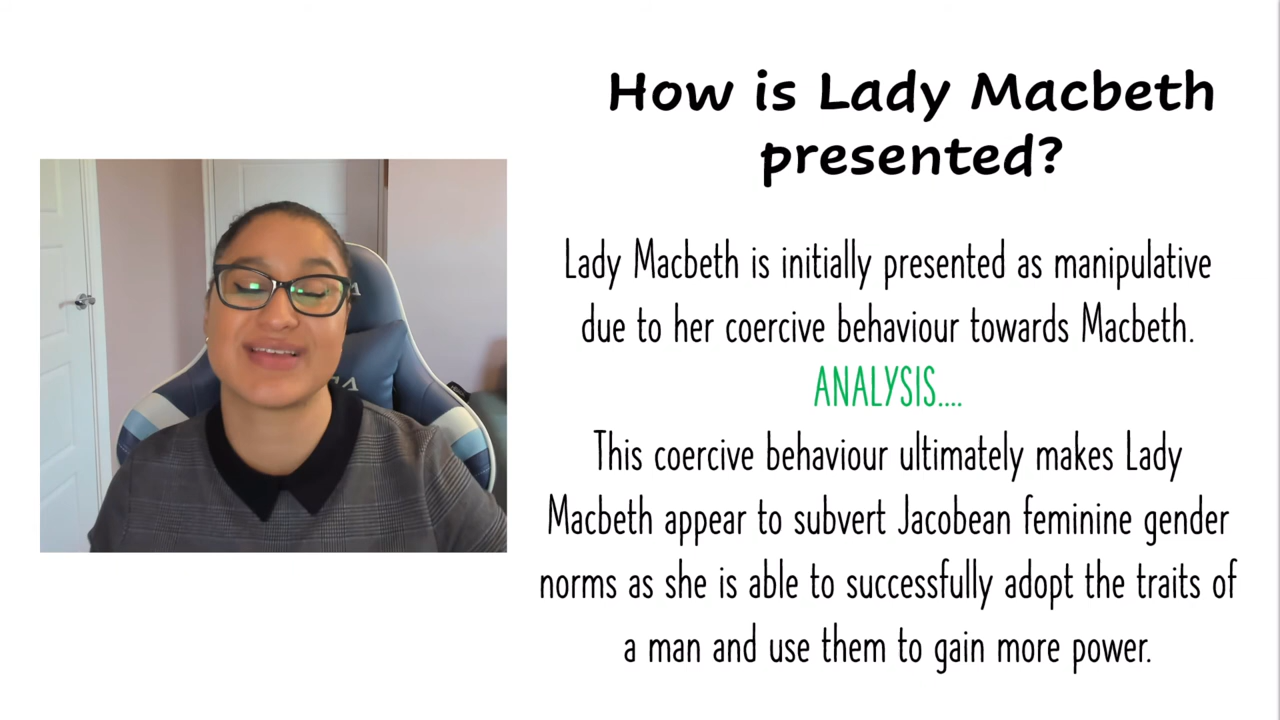 How is Lady Macbeth
presented?
Lady Macbeth is initially presented as manipulative
due to her coercive behaviour towards Macbeth.
ANALYSIS....
This coercive behaviour ultimately makes Lady
Macbeth appear to subvert Jacobean feminine gender
norms as she is able to successfully adopt the traits of
a man and use them to gain more power.